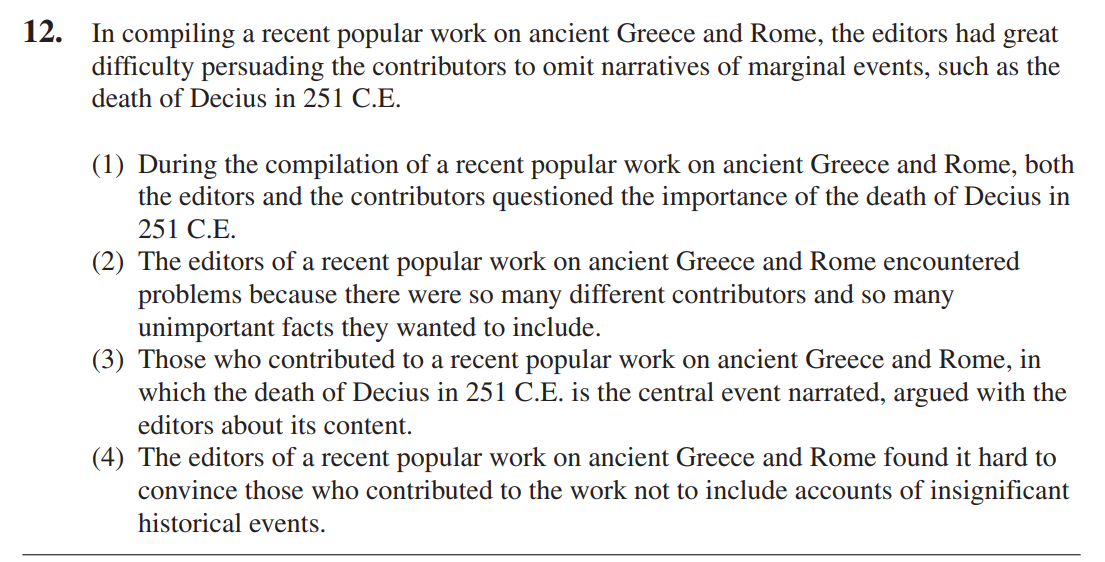 12. In compiling a recent popular work on ancient Greece and Rome, the editors had great
difficulty persuading the contributors to omit narratives of marginal events, such as the
death of Decius in 251 C.E.
(1) During the compilation of a recent popular work on ancient Greece and Rome, both
the editors and the contributors questioned the importance of the death of Decius in
251 C.E.
(2) The editors of a recent popular work on ancient Greece and Rome encountered
problems because there were so many different contributors and so many
unimportant facts they wanted to include.
(3) Those who contributed to a recent popular work on ancient Greece and Rome, in
which the death of Decius in 251 C.E. is the central event narrated, argued with the
editors about its content.
(4) The editors of a recent popular work on ancient Greece and Rome found it hard to
convince those who contributed to the work not to include accounts of insignificant
historical events.